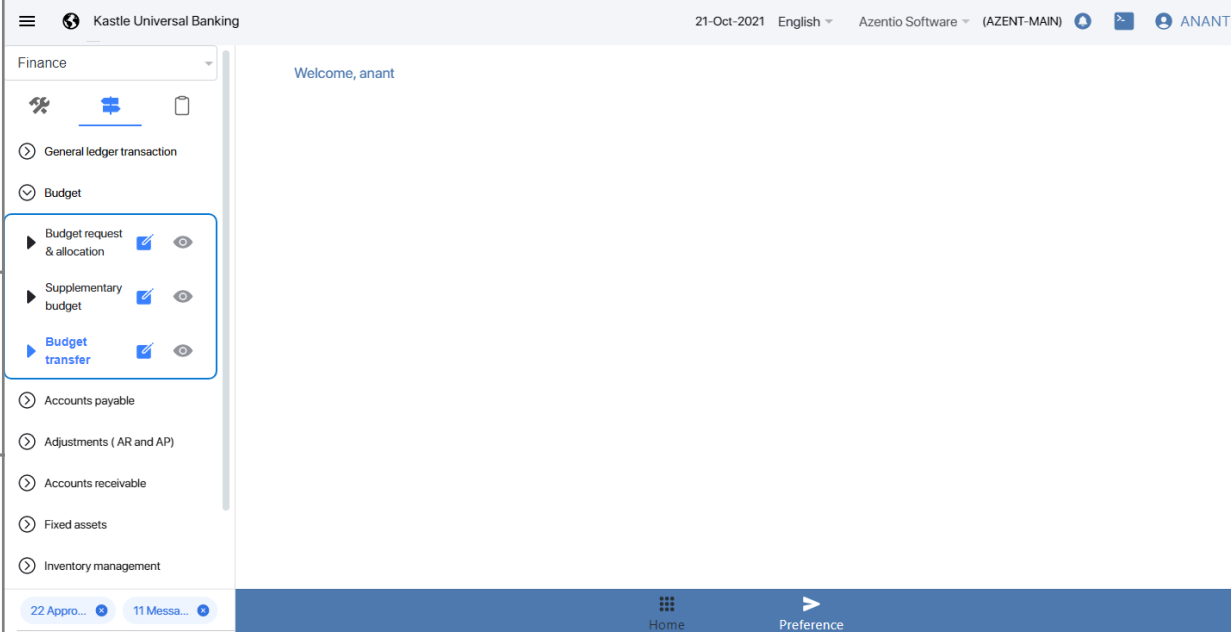 Kastle Universal Banking
21-Oct-2021 English Azentio Software (AZENT-MAIN) ANANT
Finance
Welcome, anant
General ledger transaction
Budget
Budget request
& allocation
Supplementary
budget
Budget
transfer
Accounts payable
Adjustments ( AR and AP)
Accounts receivable
Fixed assets
Inventory management
22 Appro... 11 Messa...
Home
Preference